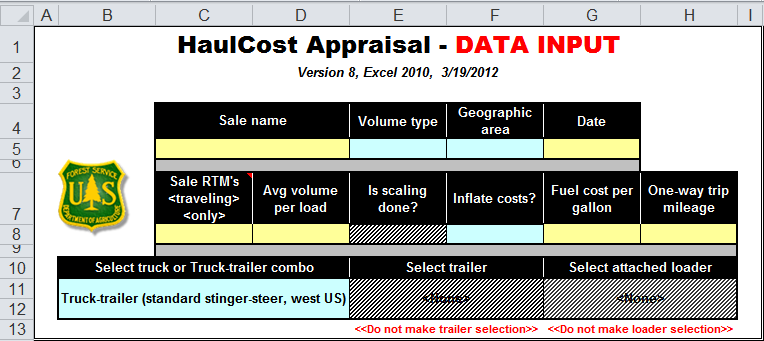 A B C D E F G H I
1
HaulCost Appraisal - DATA INPUT
2
Version 8, Excel 2010, 3/19/2012
3
4
Sale name
Volume type
Geographic
area
Date
5
6
FOREST SERVICE
U S
DEPARTMENT OF AGRICULTURE
7
Sale RTM's
<traveling>
<only>
Avg volume
per load
Is scaling
done?
Inflate costs?
Fuel cost per
gallon
One-way trip
mileage
8
9
10
Select truck or Truck-trailer combo
Select trailer
Select attached loader
11
Truck-trailer (standard stinger-steer, west US)
<None>
<None>
12
13
<<Do not make trailer selection>>
<<Do not make loader selection>>